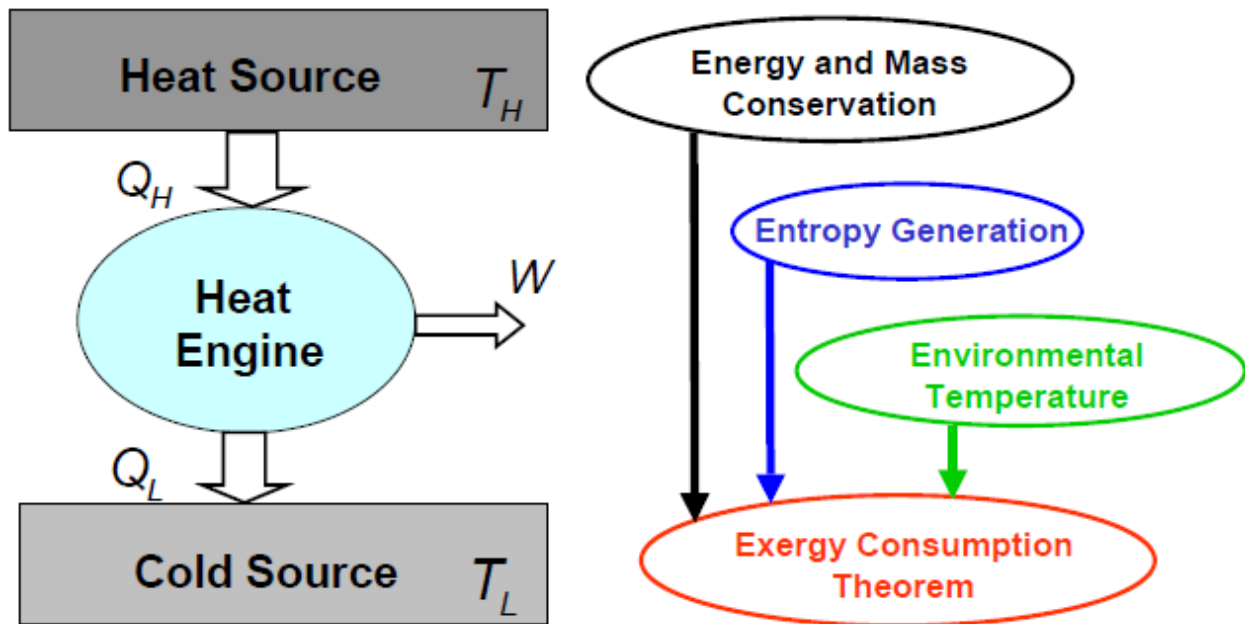 Heat Source
T_H
Q_H
Heat
Engine
W
Q_L
Cold Source
T_L
Energy and Mass
Conservation
Entropy Generation
Environmental
Temperature
Exergy Consumption
Theorem